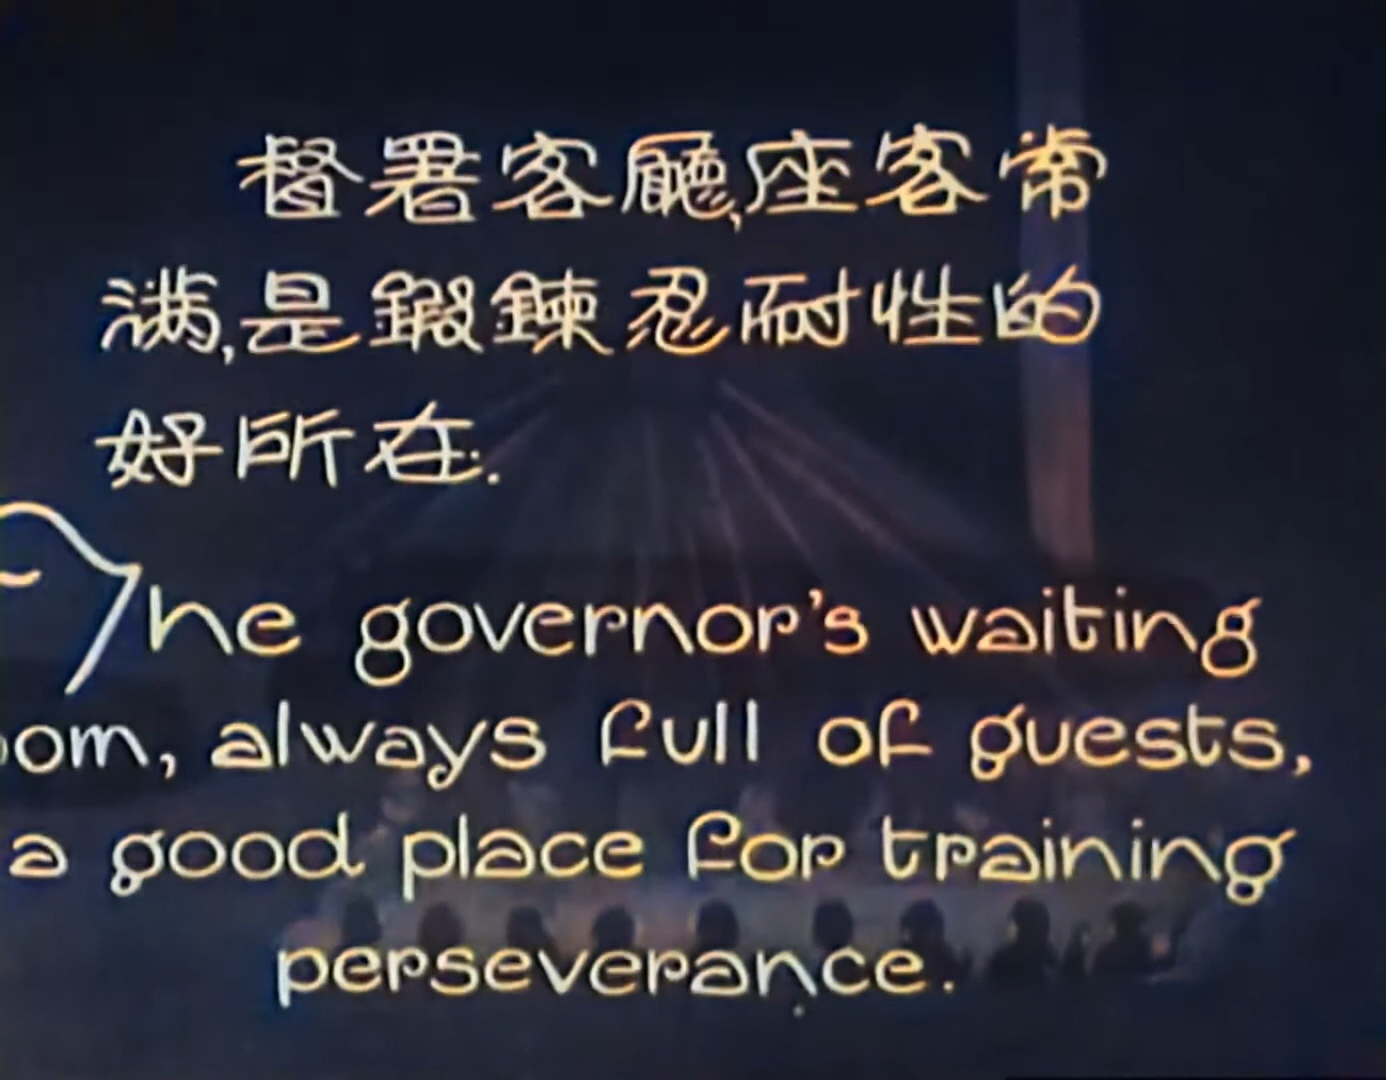 督署客廳,座客常
满,是鍛鍊忍耐性的
好所在.
The governor's waiting
oom, always full of guests,
a good place for training
perseverance.